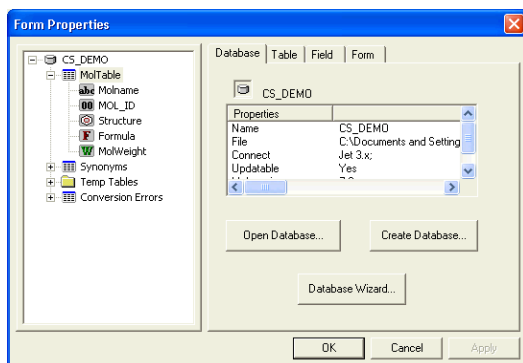 Form Properties
CS_DEMO
MolTable
abc Molname
00 MOL_ID
Structure
F Formula
W MolWeight
Synonyms
Temp Tables
Conversion Errors
Database Table Field Form
CS_DEMO
Properties
Name CS_DEMO
File C:\Documents and Setting
Connect Jet 3.x;
Updatable Yes
Open Database... Create Database...
Database Wizard...
OK Cancel Apply